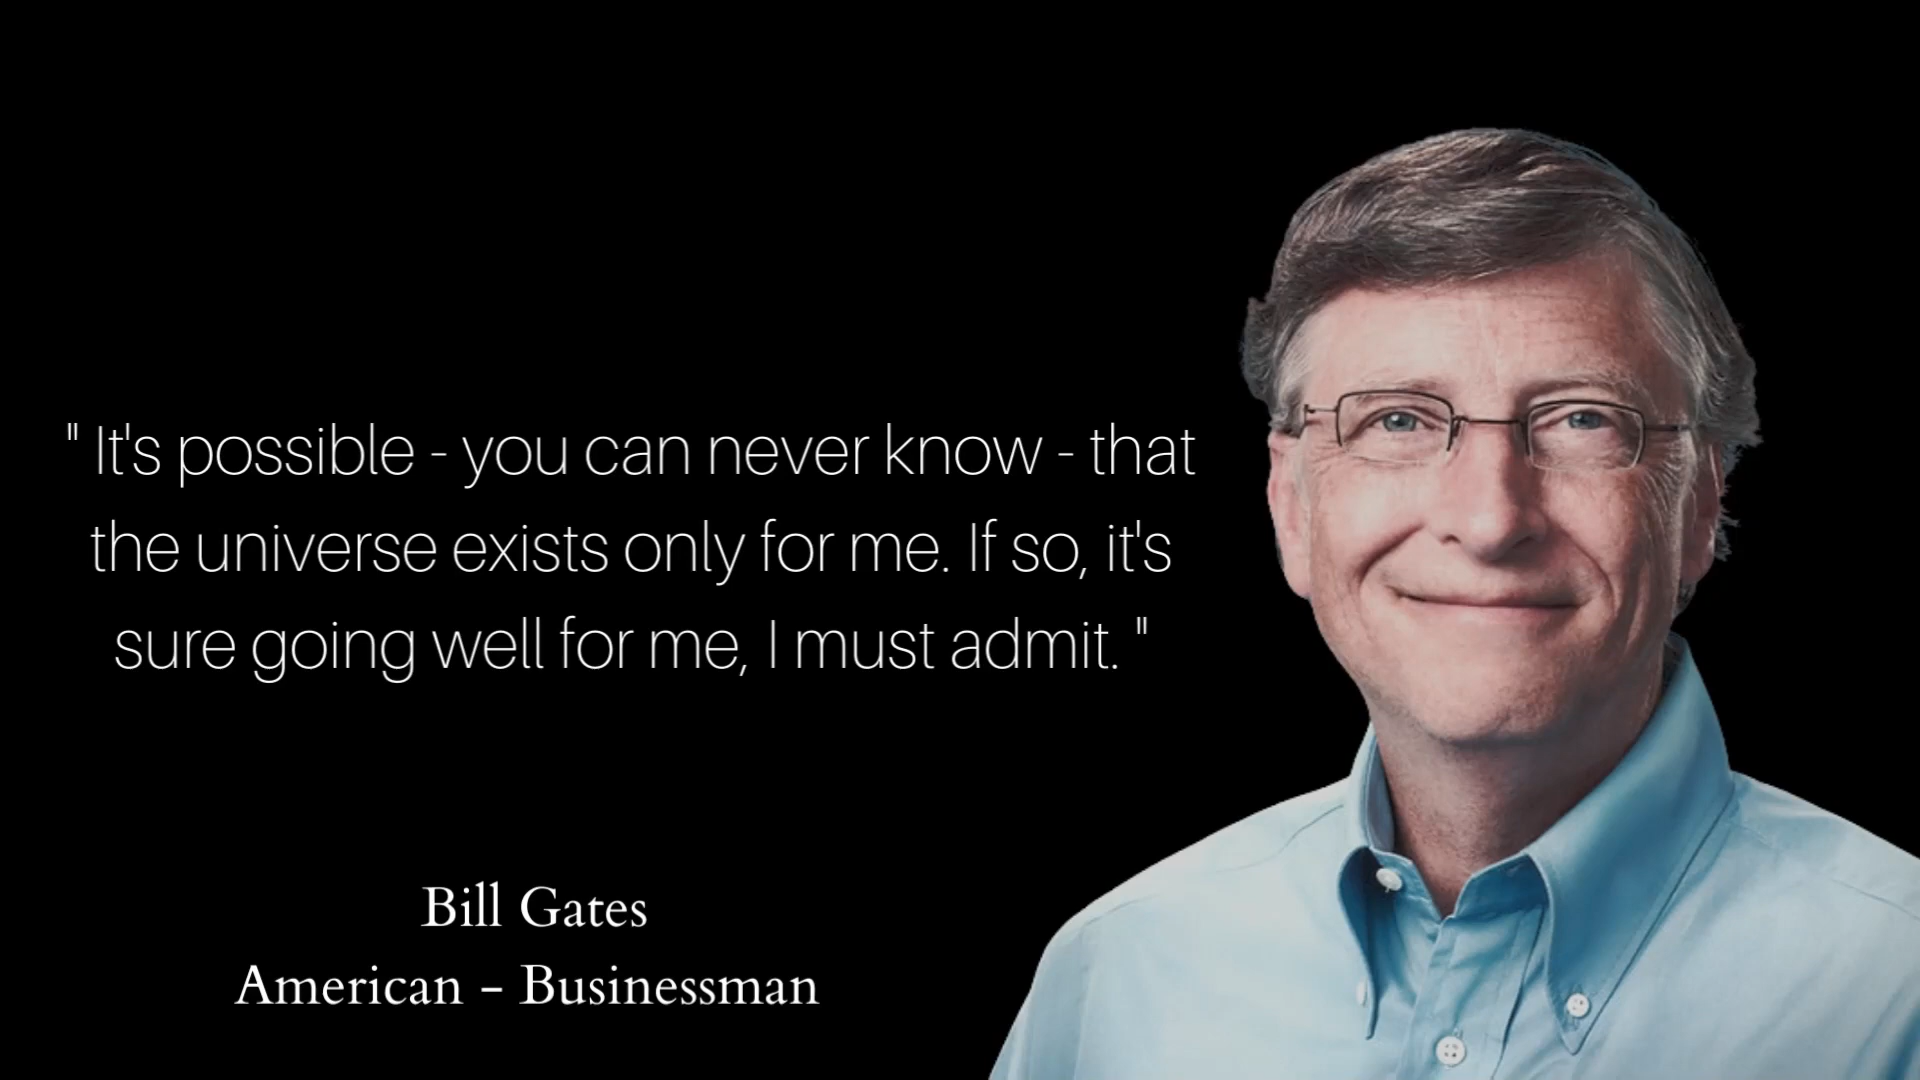 " It's possible - you can never know - that
the universe exists only for me. If so, it's
sure going well for me, I must admit. "
Bill Gates
American - Businessman